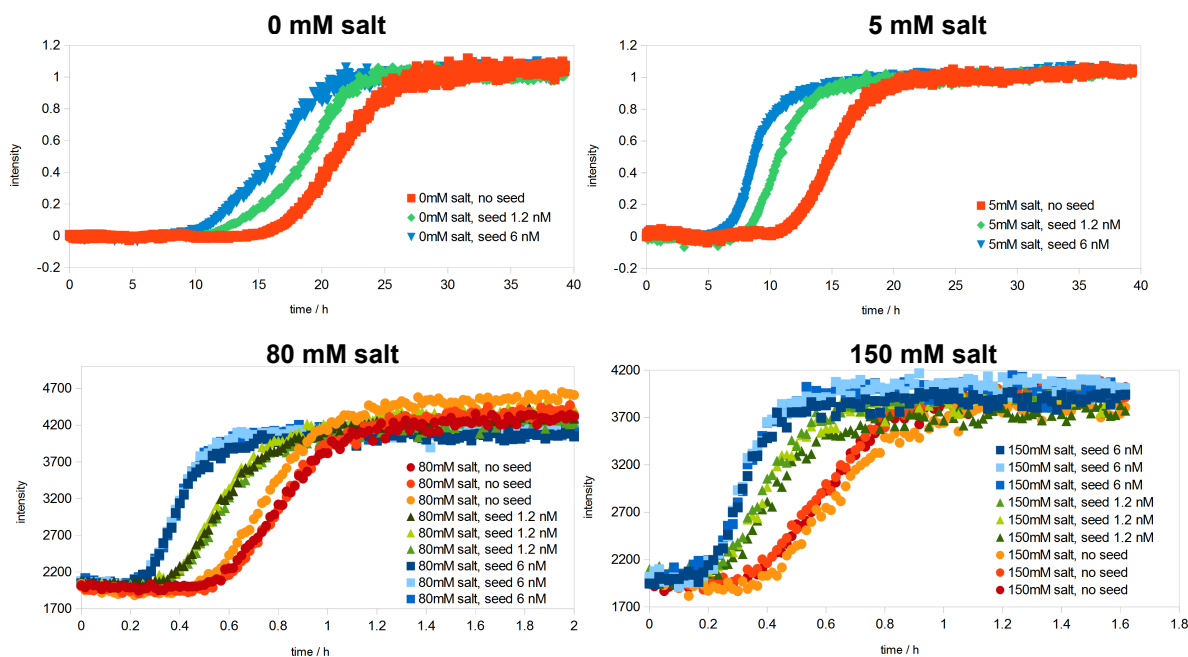 0 mM salt
1.2
1
0.8
0.6
0.4
0.2
0
-0.2
intensity
0mM salt, no seed
0mM salt, seed 1.2 nM
0mM salt, seed 6 nM
0 5 10 15 20 25 30 35 40
time / h
5 mM salt
1.2
1
0.8
0.6
0.4
0.2
0
-0.2
intensity
5mM salt, no seed
5mM salt, seed 1.2 nM
5mM salt, seed 6 nM
0 5 10 15 20 25 30 35 40
time / h
80 mM salt
4700
4200
3700
3200
2700
2200
1700
intensity
80mM salt, no seed
80mM salt, no seed
80mM salt, no seed
80mM salt, seed 1.2 nM
80mM salt, seed 1.2 nM
80mM salt, seed 1.2 nM
80mM salt, seed 6 nM
80mM salt, seed 6 nM
80mM salt, seed 6 nM
0 0.2 0.4 0.6 0.8 1 1.2 1.4 1.6 1.8 2
time / h
150 mM salt
4200
3700
3200
2700
2200
1700
intensity
150mM salt, seed 6 nM
150mM salt, seed 6 nM
150mM salt, seed 6 nM
150mM salt, seed 1.2 nM
150mM salt, seed 1.2 nM
150mM salt, seed 1.2 nM
150mM salt, no seed
150mM salt, no seed
150mM salt, no seed
0 0.2 0.4 0.6 0.8 1 1.2 1.4 1.6 1.8
time / h